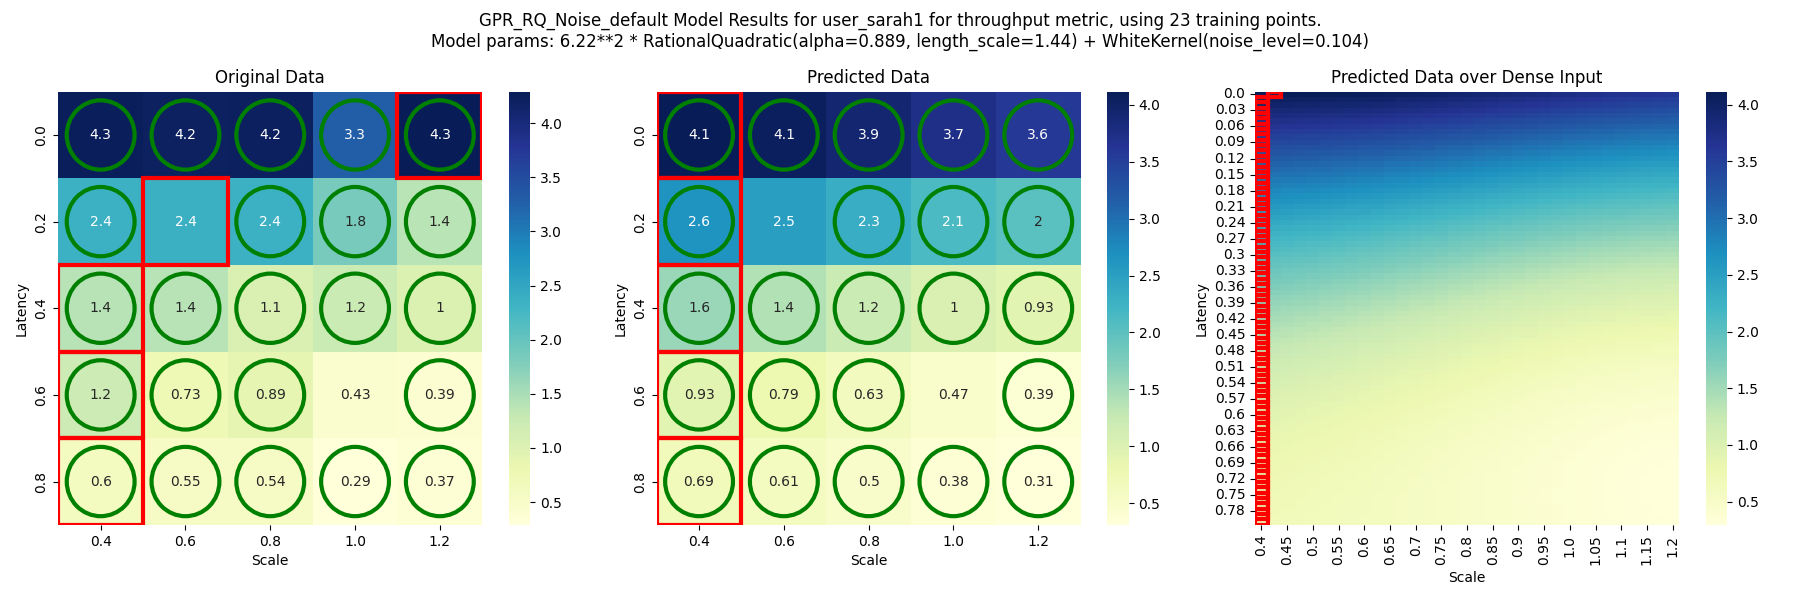 GPR_RQ_Noise_default Model Results for user_sarah1 for throughput metric, using 23 training points.
Model params: 6.22**2 * RationalQuadratic(alpha=0.889, length_scale=1.44) + WhiteKernel(noise_level=0.104)
Original Data
0.0 4.3 4.2 4.2 3.3 4.3
0.2 2.4 2.4 2.4 1.8 1.4
0.4 1.4 1.4 1.1 1.2 1
0.6 1.2 0.73 0.89 0.43 0.39
0.8 0.6 0.55 0.54 0.29 0.37
Latency
0.4 0.6 0.8 1.0 1.2
Scale
4.0
3.5
3.0
2.5
2.0
1.5
1.0
0.5
Predicted Data
0.0 4.1 4.1 3.9 3.7 3.6
0.2 2.6 2.5 2.3 2.1 2
0.4 1.6 1.4 1.2 1 0.93
0.6 0.93 0.79 0.63 0.47 0.39
0.8 0.69 0.61 0.5 0.38 0.31
Latency
0.4 0.6 0.8 1.0 1.2
Scale
4.0
3.5
3.0
2.5
2.0
1.5
1.0
0.5
Predicted Data over Dense Input
0.0
0.03
0.06
0.09
0.12
0.15
0.18
0.21
0.24
0.27
0.3
0.33
0.36
0.39
0.42
0.45
0.48
0.51
0.54
0.57
0.6
0.63
0.66
0.69
0.72
0.75
0.78
Latency
0.4 0.45 0.5 0.55 0.6 0.65 0.7 0.75 0.8 0.85 0.9 0.95 1.0 1.05 1.1 1.15 1.2
Scale
4.0
3.5
3.0
2.5
2.0
1.5
1.0
0.5